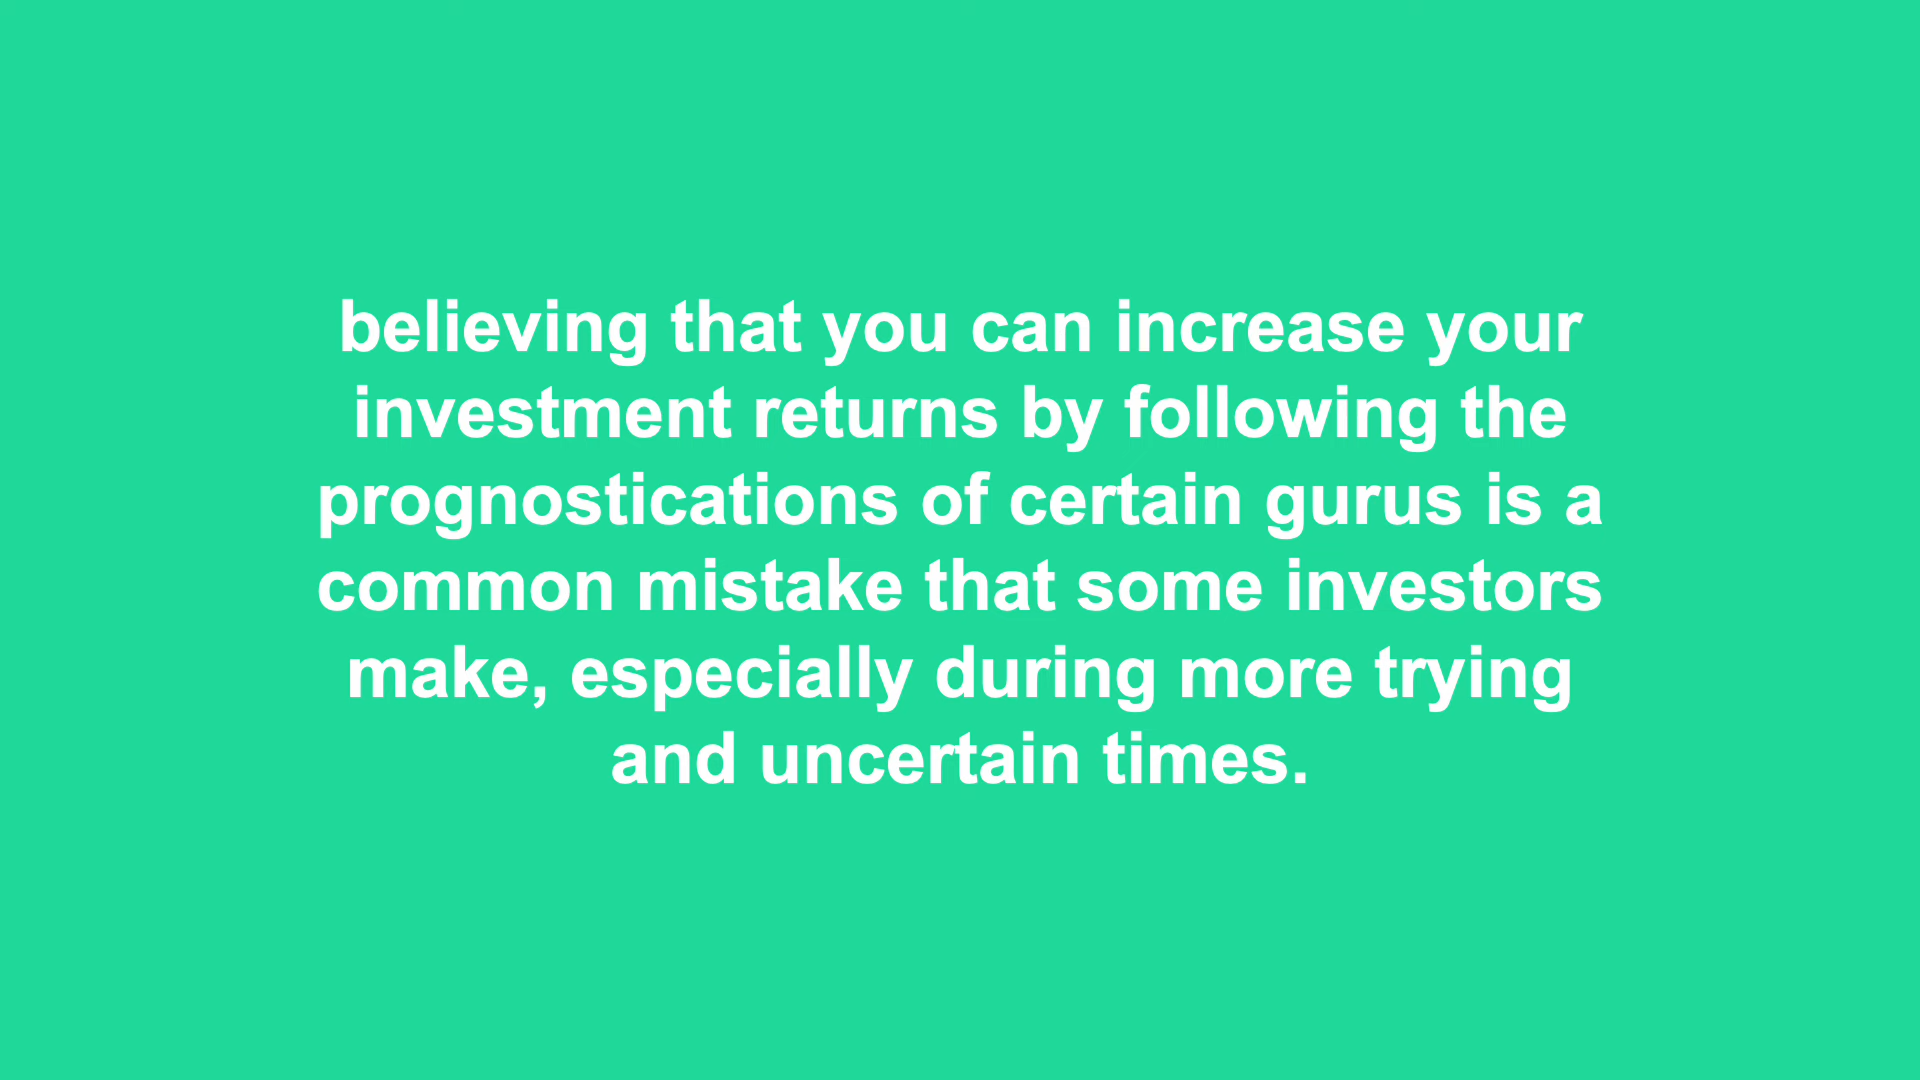 believing that you can increase your
investment returns by following the
prognostications of certain gurus is a
common mistake that some investors
make, especially during more trying
and uncertain times.